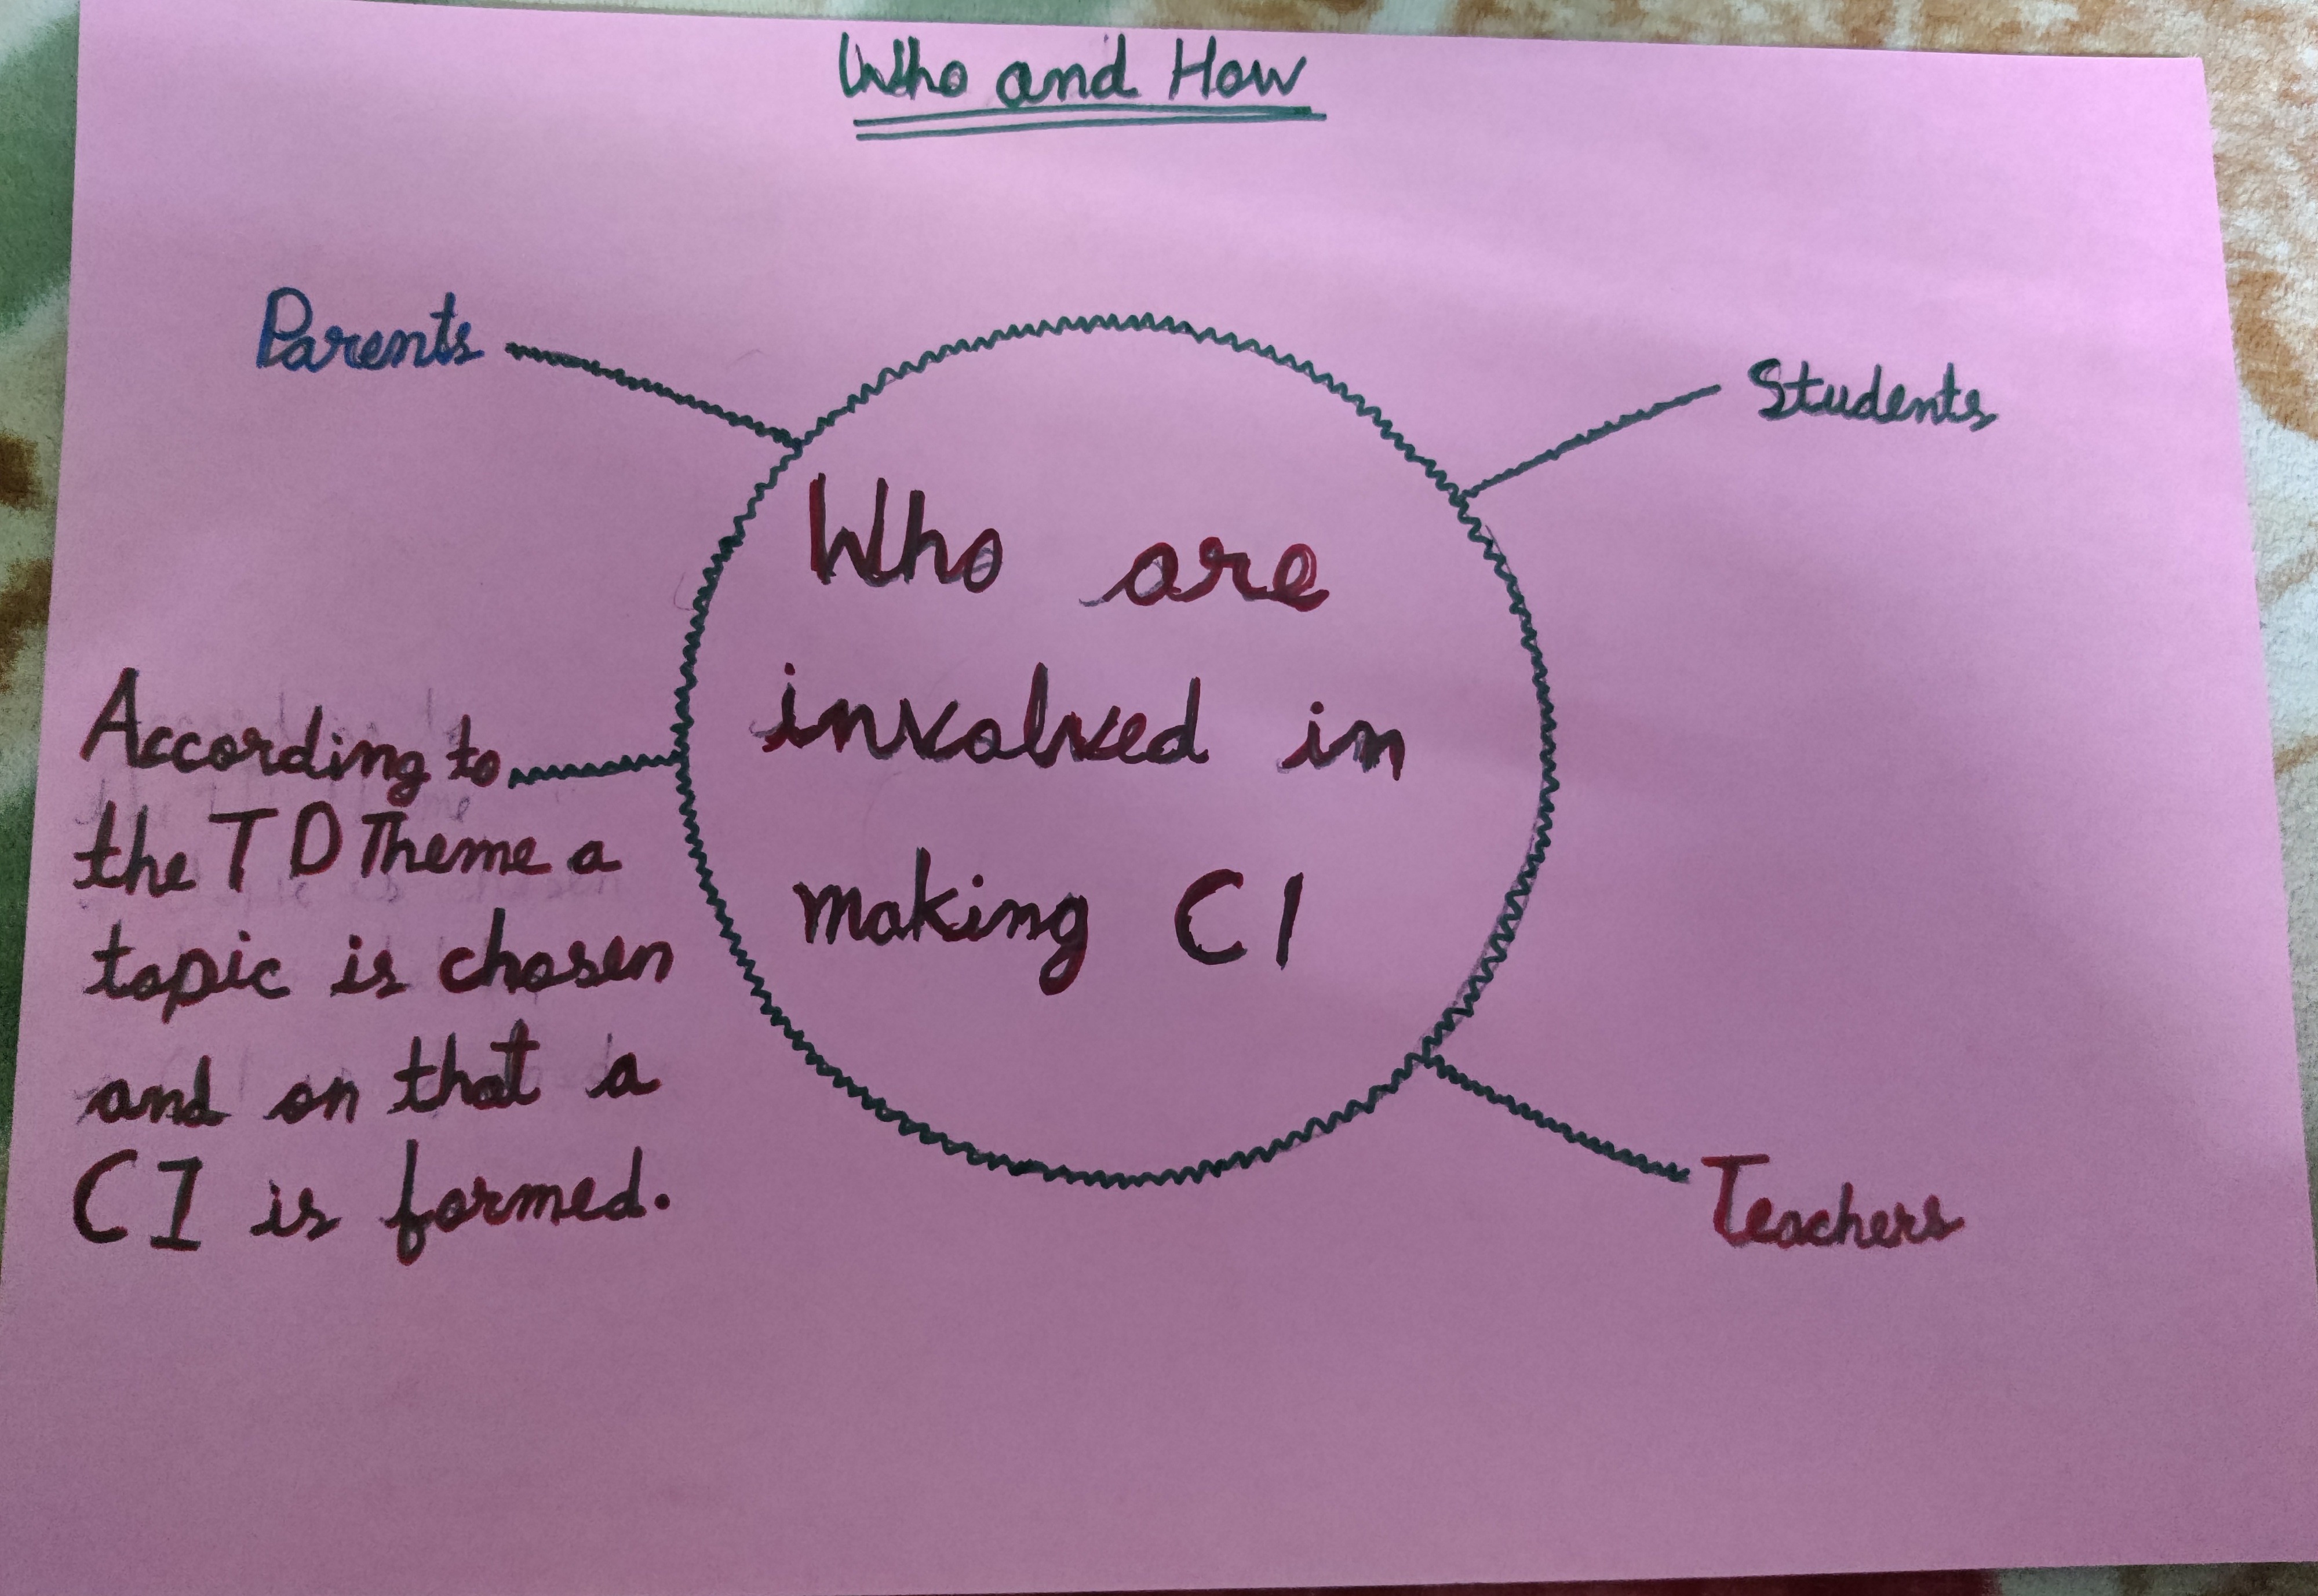 Who and How
Parents
Students
Who are
involved in
making CI
According to
the TD Theme a
topic is chosen
and on that a
CI is formed.
Teachers